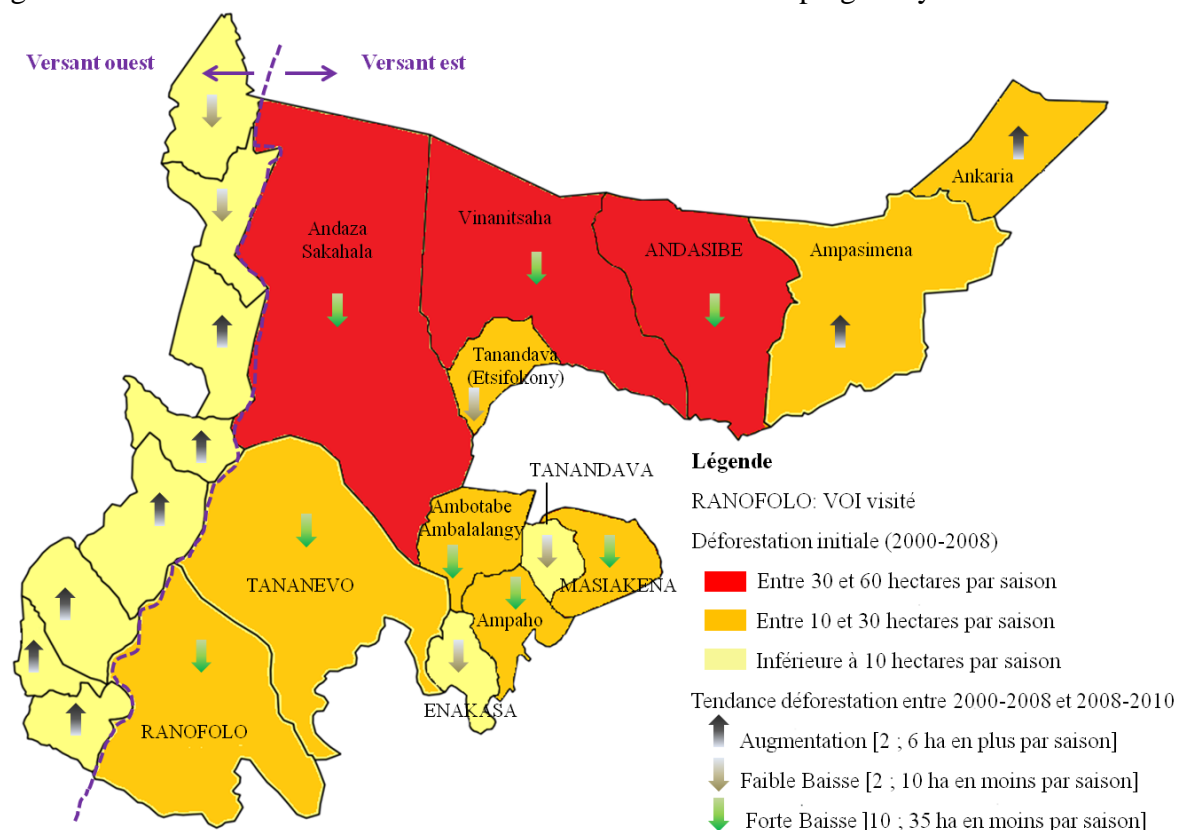 Versant ouest
Versant est
Ankaria
Andaza
Sakahala
Vinanitsaha
ANDASIBE
Ampasimena
Tanandava
(Etsifokony)
TANANDAVA
Ambotabe
Ambalalangy
MASIAKENA
TANANEVO
Ampaho
ENAKASA
RANOFOLO
Légende
RANOFOLO: VOI visité
Déforestation initiale (2000-2008)
Entre 30 et 60 hectares par saison
Entre 10 et 30 hectares par saison
Inférieure à 10 hectares par saison
Tendance déforestation entre 2000-2008 et 2008-2010
Augmentation [2 ; 6 ha en plus par saison]
Faible Baisse [2 ; 10 ha en moins par saison]
Forte Baisse ]10 ; 35 ha en moins par saison]